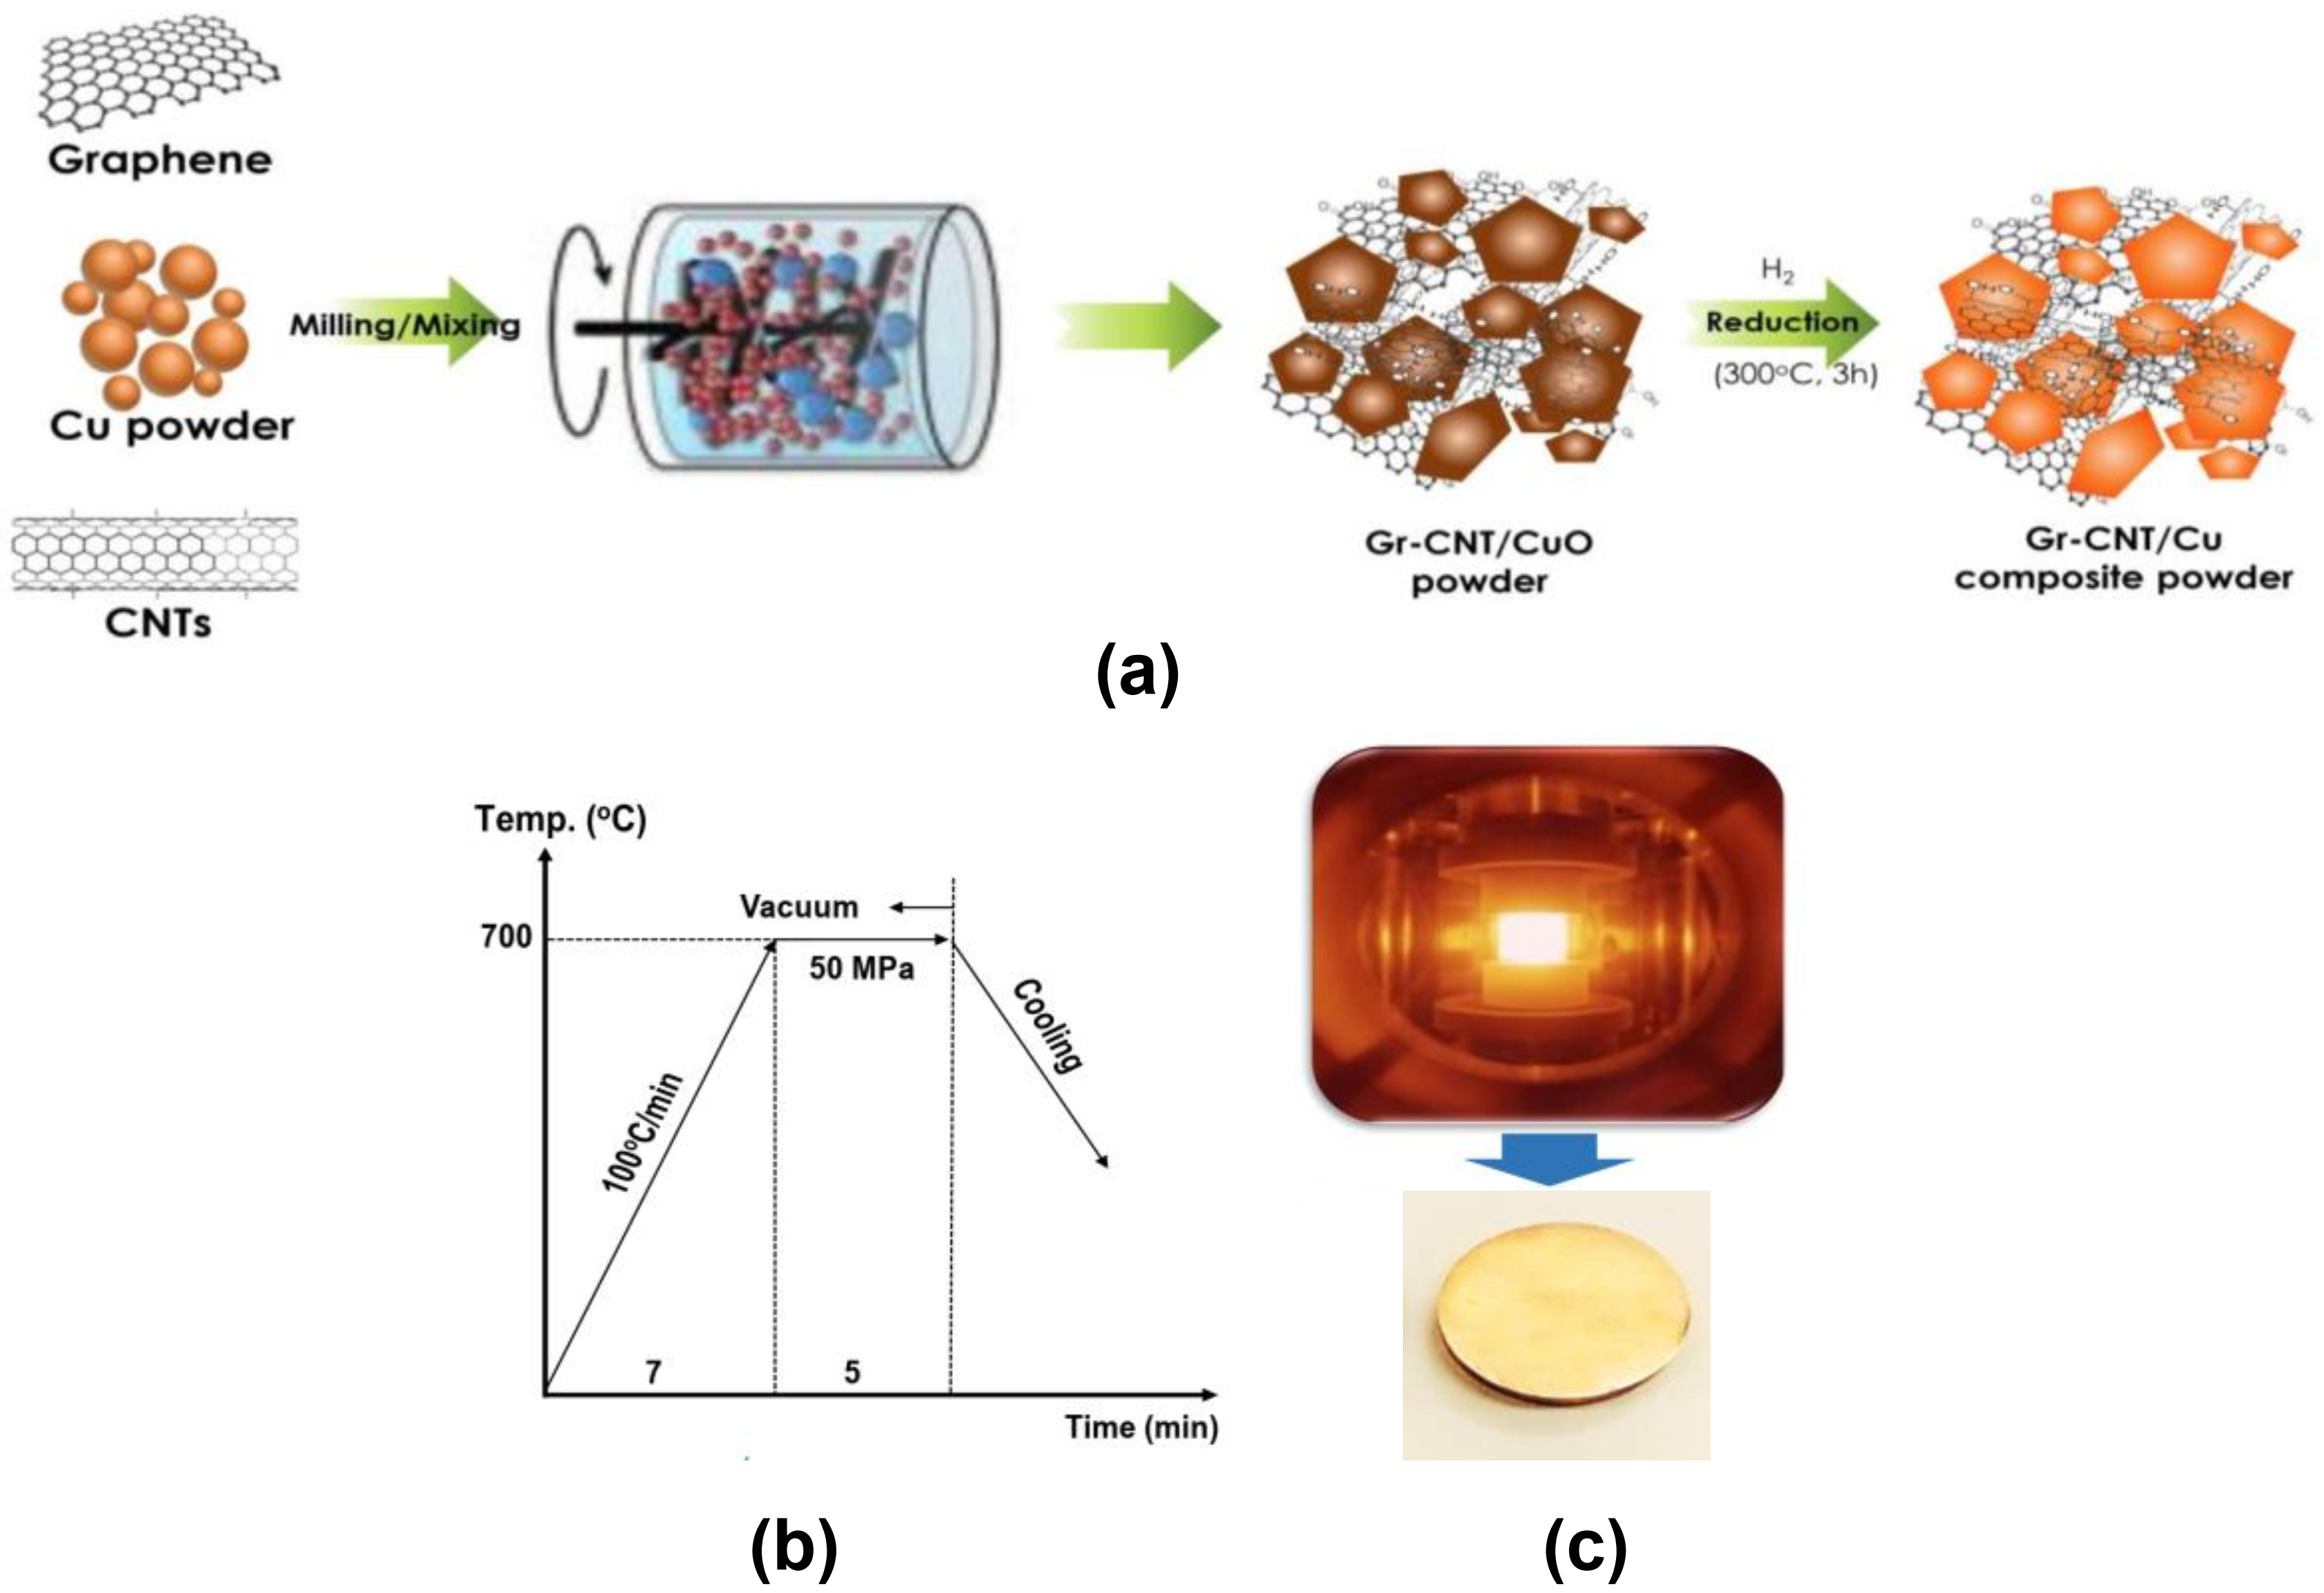 Graphene
Cu powder
CNTs
Milling/Mixing
Gr-CNT/CuO
powder
H₂
Reduction
(300°C, 3h)
Gr-CNT/Cu
composite powder
(a)
Temp. (°C)
700
Vacuum
50 MPa
100°C/min
Cooling
7
5
Time (min)
(b)
(c)